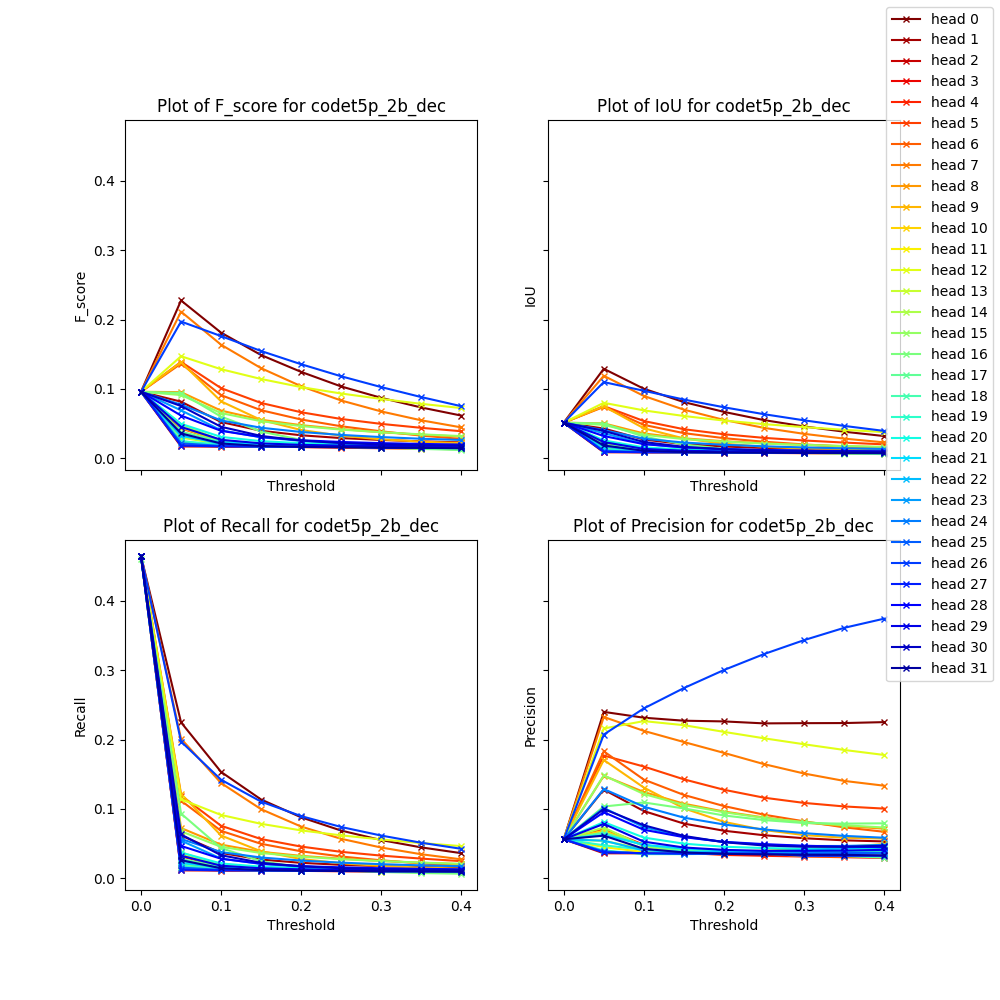 Plot of F_score for codet5p_2b_dec
F_score
0.4
0.3
0.2
0.1
0.0
Threshold
Plot of IoU for codet5p_2b_dec
IoU
Threshold
Plot of Recall for codet5p_2b_dec
Recall
0.4
0.3
0.2
0.1
0.0
0.0 0.1 0.2 0.3 0.4
Threshold
Plot of Precision for codet5p_2b_dec
Precision
0.0 0.1 0.2 0.3 0.4
Threshold
head 0
head 1
head 2
head 3
head 4
head 5
head 6
head 7
head 8
head 9
head 10
head 11
head 12
head 13
head 14
head 15
head 16
head 17
head 18
head 19
head 20
head 21
head 22
head 23
head 24
head 25
head 26
head 27
head 28
head 29
head 30
head 31